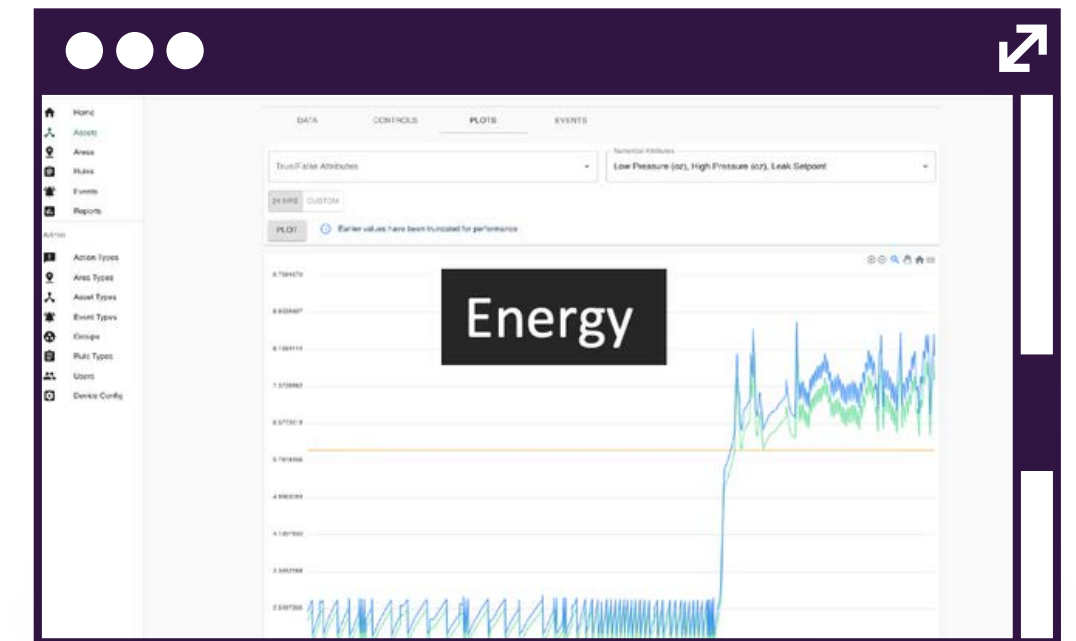 Home
Assets
Areas
Rules
Events
Reports
Admin
Action Types
Area Types
Asset Types
Event Types
Groups
Rule Types
Users
Device Config
DATA CONTROLS PLOTS EVENTS
True/False Attributes
Numerical Attributes
Low Pressure (oz), High Pressure (oz), Leak Setpoint
24 HRS CUSTOM
PLOT Earlier values have been truncated for performance
Energy